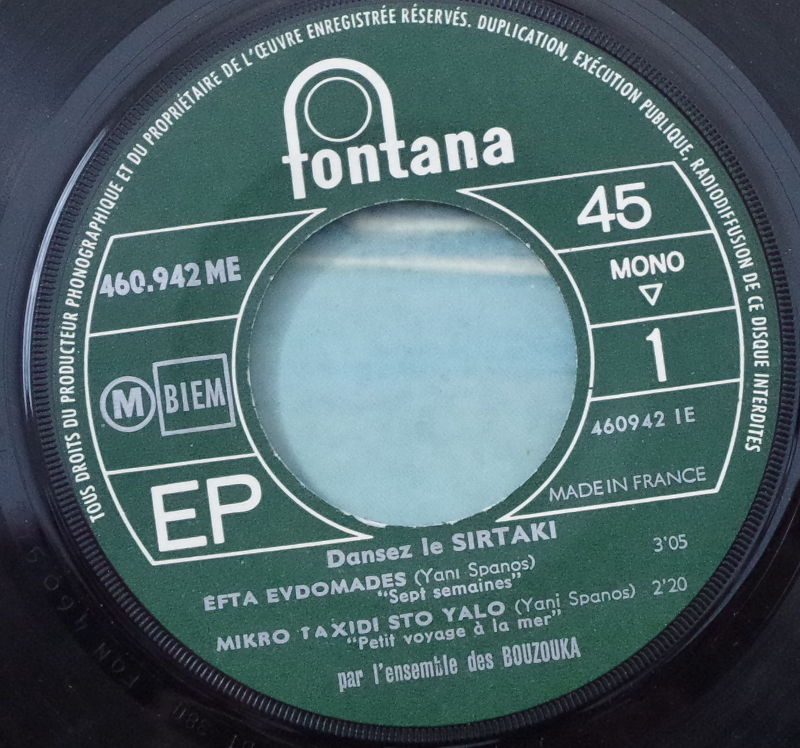 TOUS DROITS DU PRODUCTEUR PHONOGRAPHIQUE ET DU PROPRIÉTAIRE DE L'ŒUVRE ENREGISTRÉE RÉSERVÉS. DUPLICATION, EXÉCUTION PUBLIQUE, RADIODIFFUSION DE CE DISQUE INTERDITES
fontana
460.942 ME
M BIEM
EP
45
MONO
1
460942 1E
MADE IN FRANCE
Dansez le SIRTAKI
EFTA EVDOMADES (Yani Spanos) 3'05
"Sept semaines"
MIKRO TAXIDI STO YALO (Yani Spanos) 2'20
"Petit voyage à la mer"
par l'ensemble des BOUZOUKA